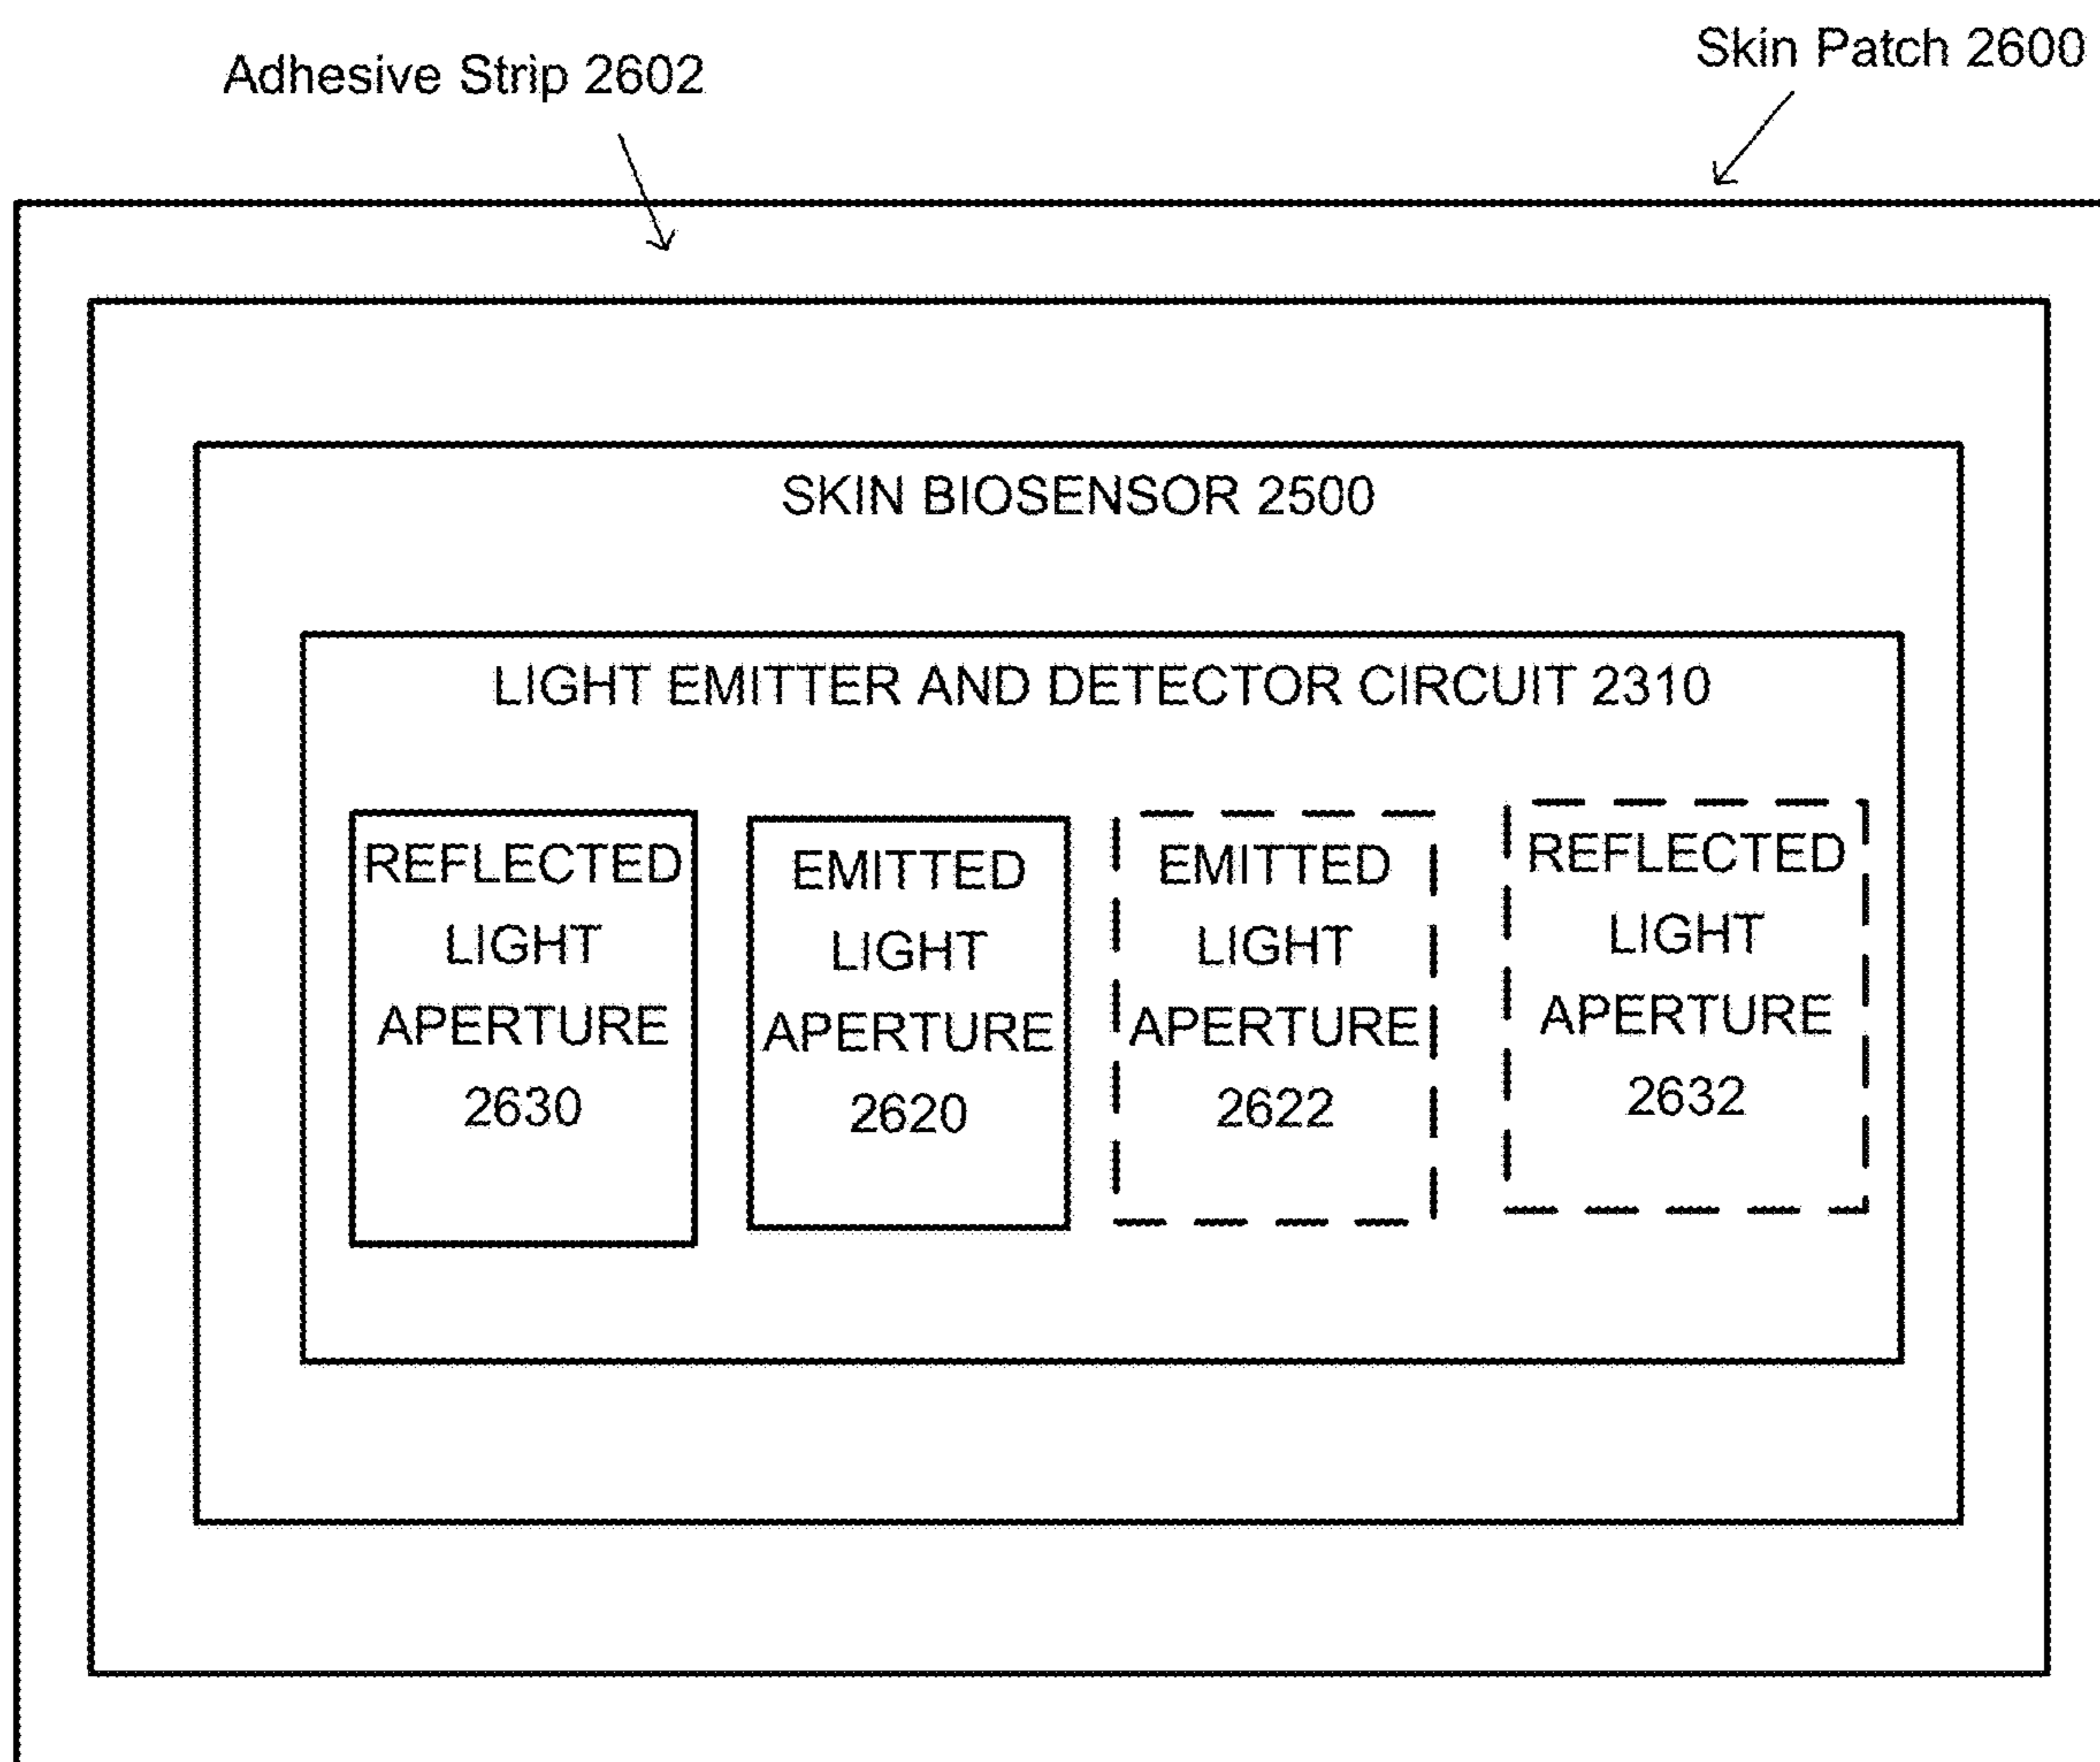 Adhesive Strip 2602
Skin Patch 2600
SKIN BIOSENSOR 2500
LIGHT EMITTER AND DETECTOR CIRCUIT 2310
REFLECTED
LIGHT
APERTURE
2630
EMITTED
LIGHT
APERTURE
2620
EMITTED
LIGHT
APERTURE
2622
REFLECTED
LIGHT
APERTURE
2632